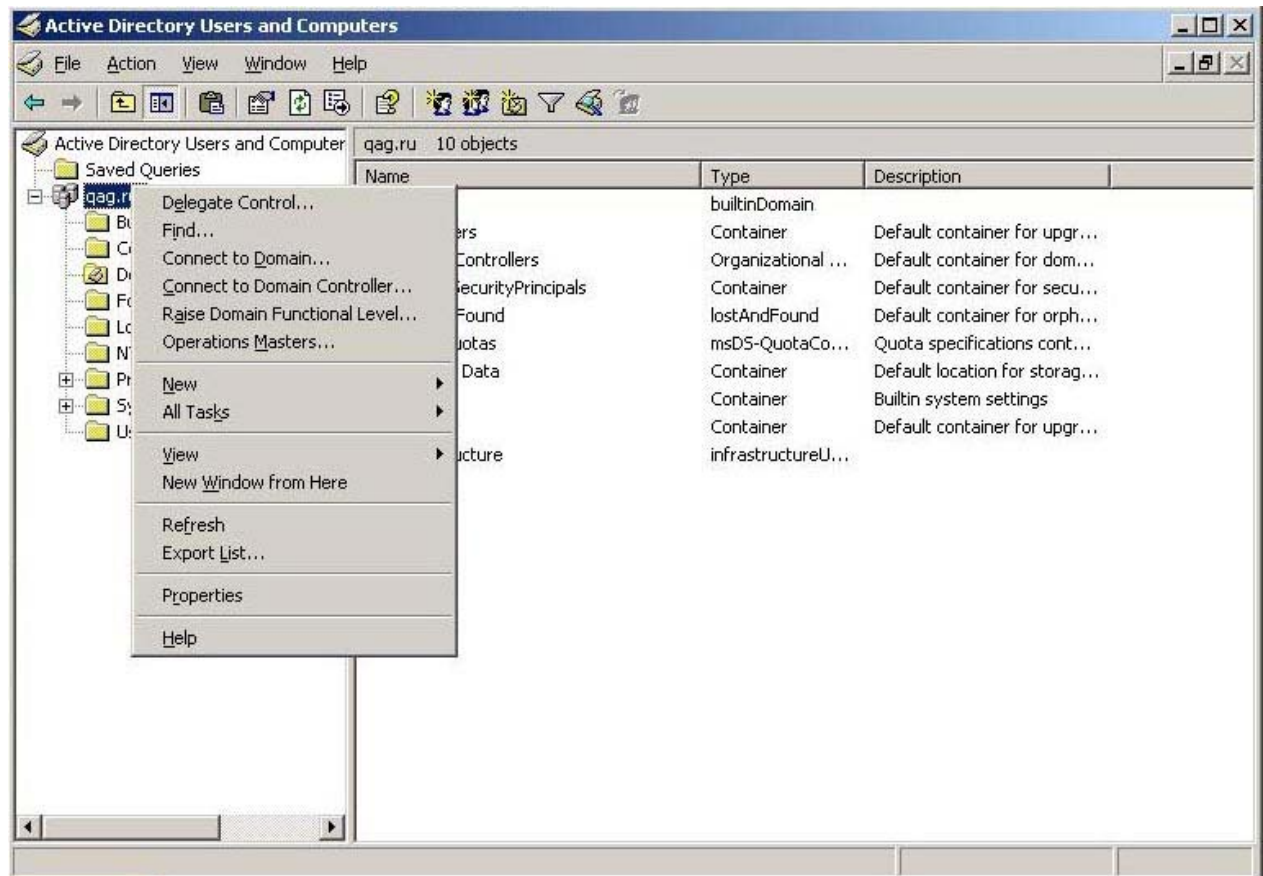 Active Directory Users and Computers
File Action View Window Help
Active Directory Users and Computer
qag.ru 10 objects
Saved Queries
Name Type Description
Delegate Control...
Find...
Connect to Domain...
Connect to Domain Controller...
Raise Domain Functional Level...
Operations Masters...
New
All Tasks
View
New Window from Here
Refresh
Export List...
Properties
Help
builtinDomain
Container Default container for upgr...
Controllers Organizational ... Default container for dom...
SecurityPrincipals Container Default container for secu...
Found lostAndFound Default container for orph...
msDS-QuotaCo... Quota specifications cont...
Data Container Default location for storag...
Container Builtin system settings
Container Default container for upgr...
infrastructureU...